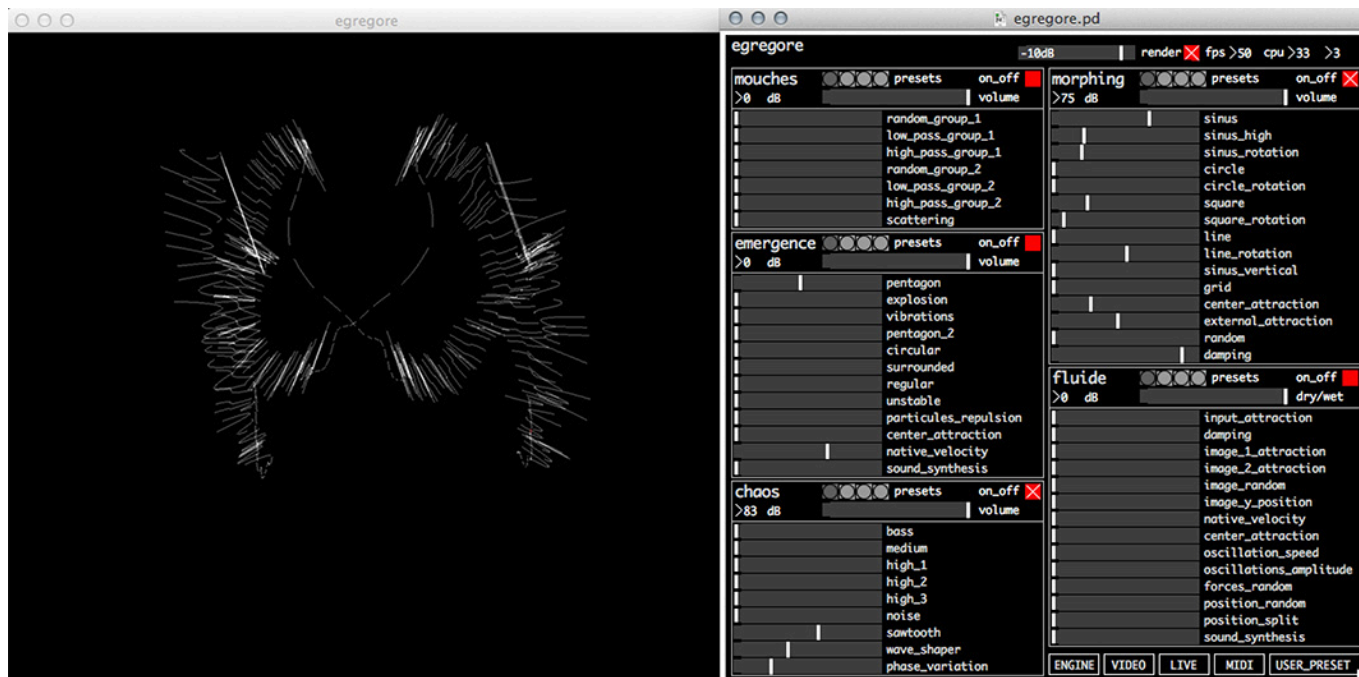 egregore
egregore.pd
egregore
-10dB render fps >50 cpu >33 >3
mouches presets on_off
>0 dB volume
random_group_1
low_pass_group_1
high_pass_group_1
random_group_2
low_pass_group_2
high_pass_group_2
scattering
emergence presets on_off
>0 dB volume
pentagon
explosion
vibrations
pentagon_2
circular
surrounded
regular
unstable
particules_repulsion
center_attraction
native_velocity
sound_synthesis
chaos presets on_off
>83 dB volume
bass
medium
high_1
high_2
high_3
noise
sawtooth
wave_shaper
phase_variation
morphing presets on_off
>75 dB volume
sinus
sinus_high
sinus_rotation
circle
circle_rotation
square
square_rotation
line
line_rotation
sinus_vertical
grid
center_attraction
external_attraction
random
damping
fluide presets on_off
>0 dB dry/wet
input_attraction
damping
image_1_attraction
image_2_attraction
image_random
image_y_position
native_velocity
center_attraction
oscillation_speed
oscillations_amplitude
forces_random
position_random
position_split
sound_synthesis
ENGINE VIDEO LIVE MIDI USER_PRESET